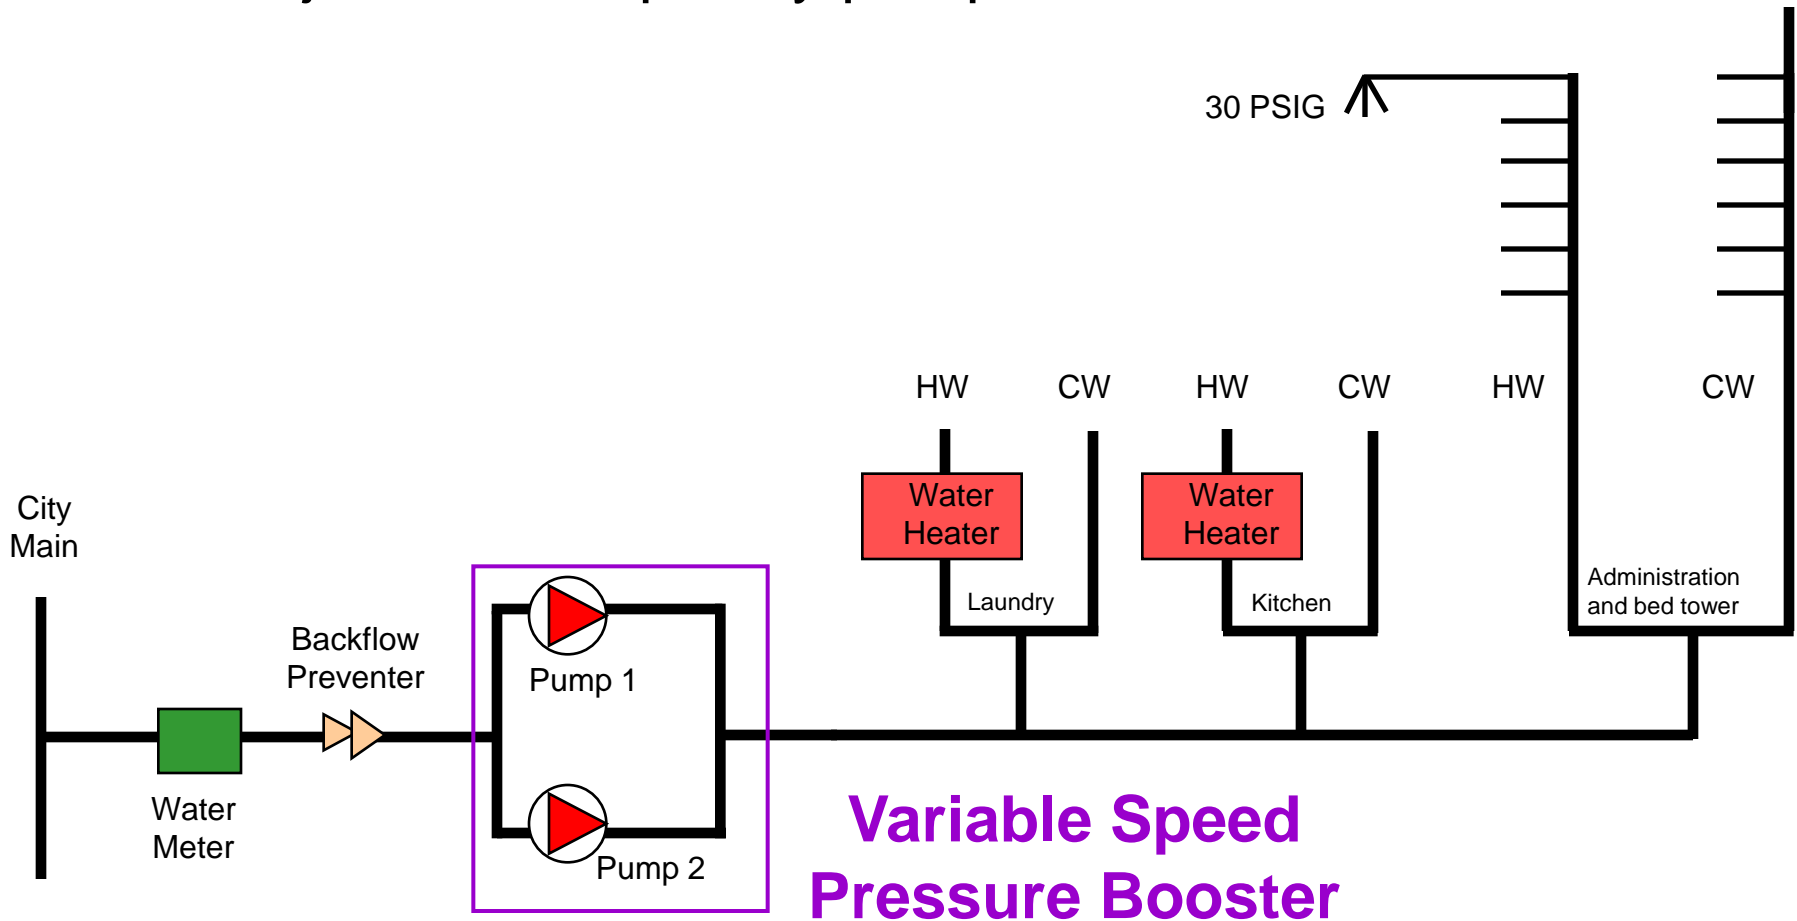 30 PSIG
HW
CW
HW
CW
HW
CW
Water
Heater
Water
Heater
City
Main
Laundry
Kitchen
Administration
and bed tower
Backflow
Preventer
Pump 1
Water
Meter
Pump 2
Variable Speed
Pressure Booster